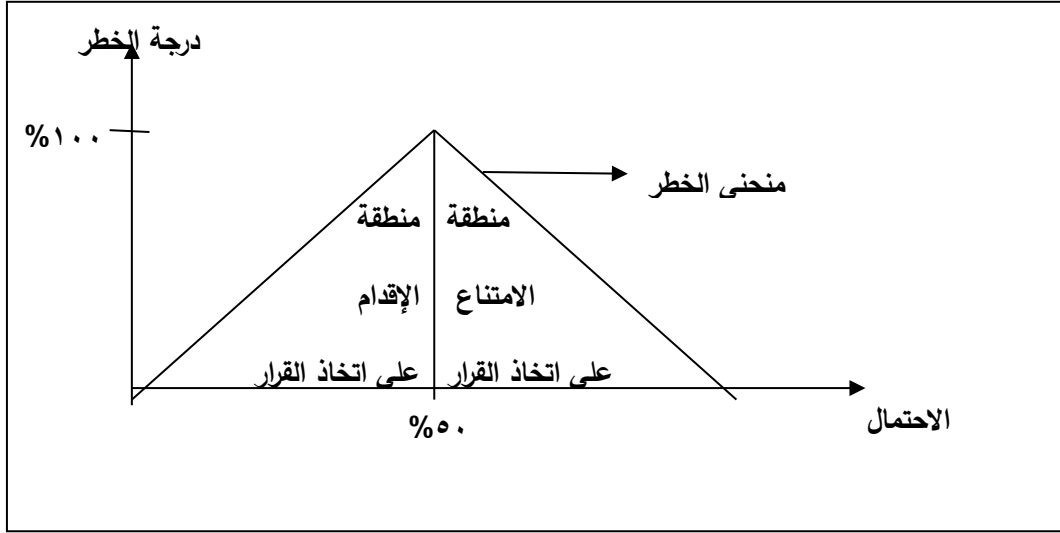 درجة الخطر
%١٠٠
منحنى الخطر
منطقة
الامتناع
على اتخاذ القرار
منطقة
الإقدام
على اتخاذ القرار
الاحتمال
%٥٠